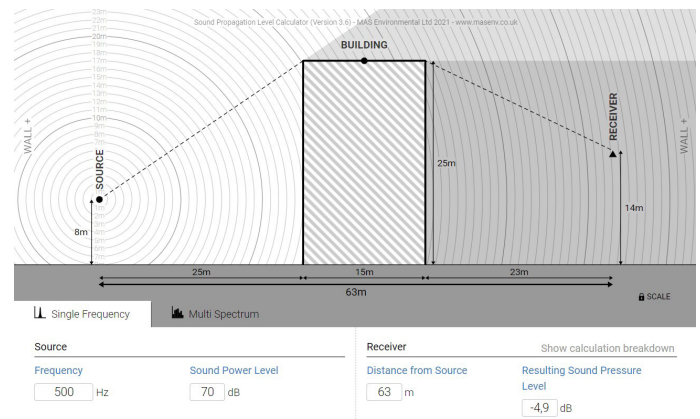 Sound Propagation Level Calculator (Version 3.6) - MAS Environmental Ltd 2021 - www.masenv.co.uk
20m
10m
BUILDING
WALL +
SOURCE
RECEIVER
WALL +
25m
8m
14m
25m
15m
23m
63m
SCALE
Single Frequency
Multi Spectrum
Source
Receiver
Show calculation breakdown
Frequency
Sound Power Level
Distance from Source
Resulting Sound Pressure
Level
500 Hz
70 dB
63 m
-4,9 dB